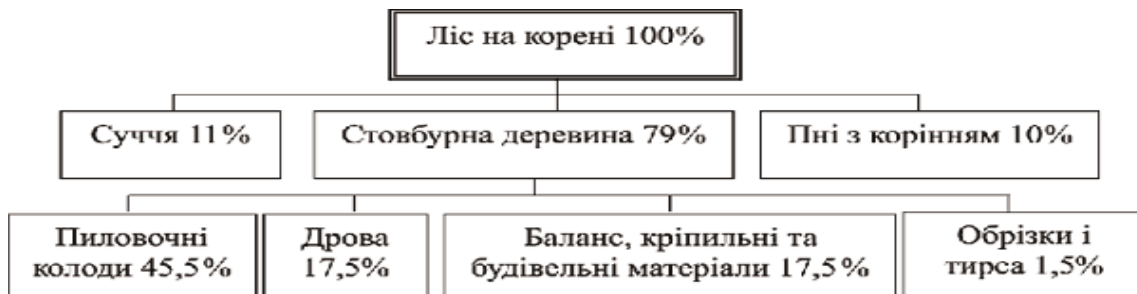 Ліс на корені 100%
Суччя 11%
Стовбурна деревина 79%
Пні з корінням 10%
Пиловочні
колоди 45,5%
Дрова
17,5%
Баланс, кріпильні та
будівельні матеріали 17,5%
Обрізки і
тирса 1,5%